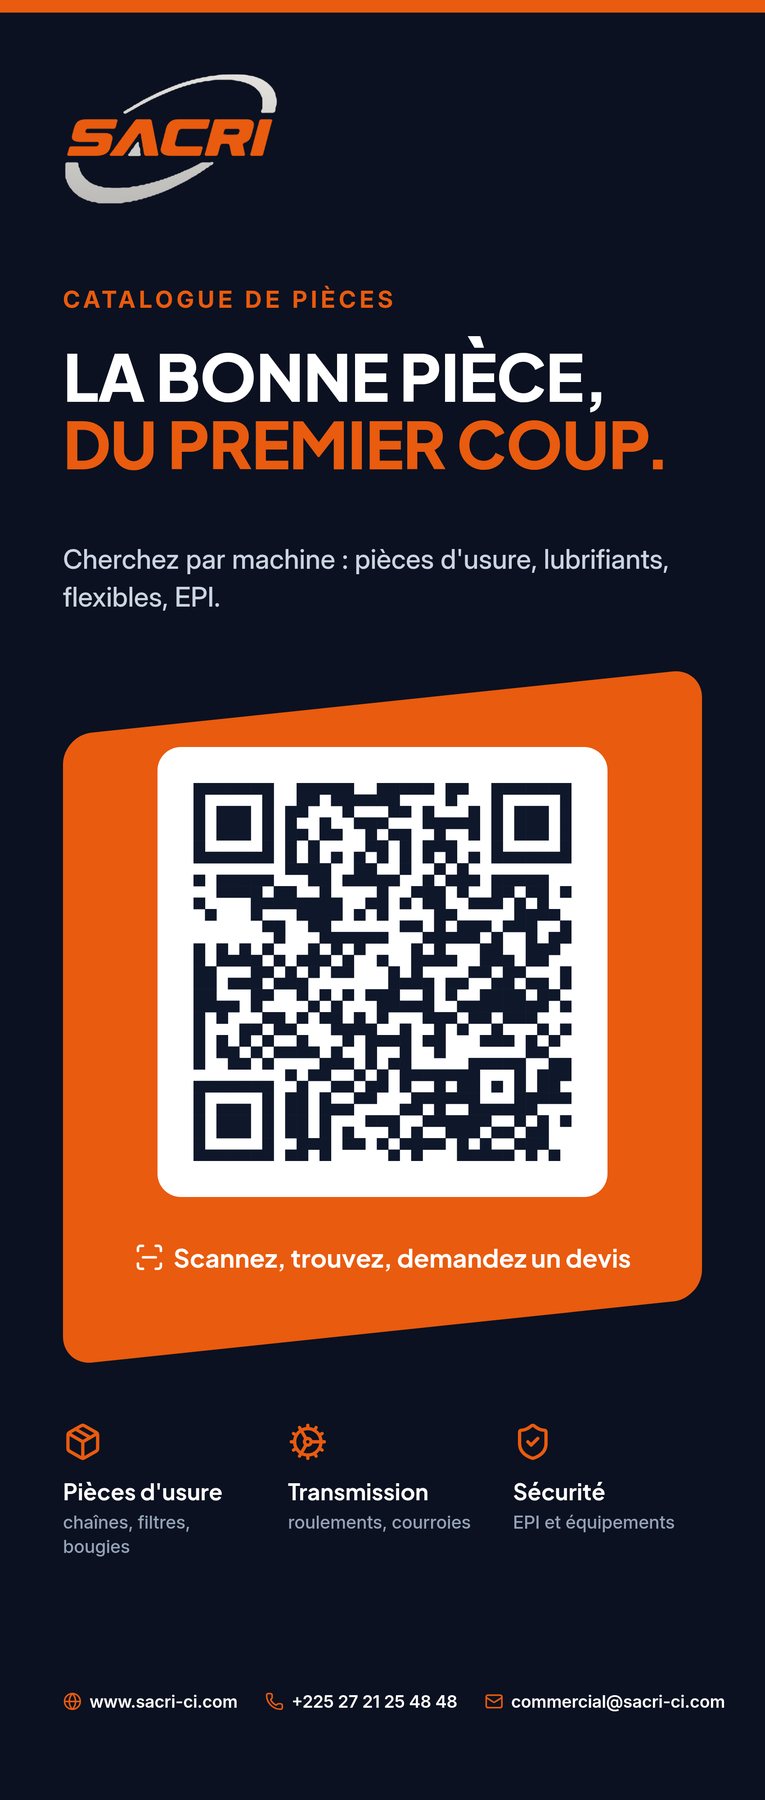 SACRI
CATALOGUE DE PIÈCES
LA BONNE PIÈCE,
DU PREMIER COUP.
Cherchez par machine : pièces d'usure, lubrifiants,
flexibles, EPI.
Scannez, trouvez, demandez un devis
Pièces d'usure
chaînes, filtres,
bougies
Transmission
roulements, courroies
Sécurité
EPI et équipements
www.sacri-ci.com
+225 27 21 25 48 48
commercial@sacri-ci.com